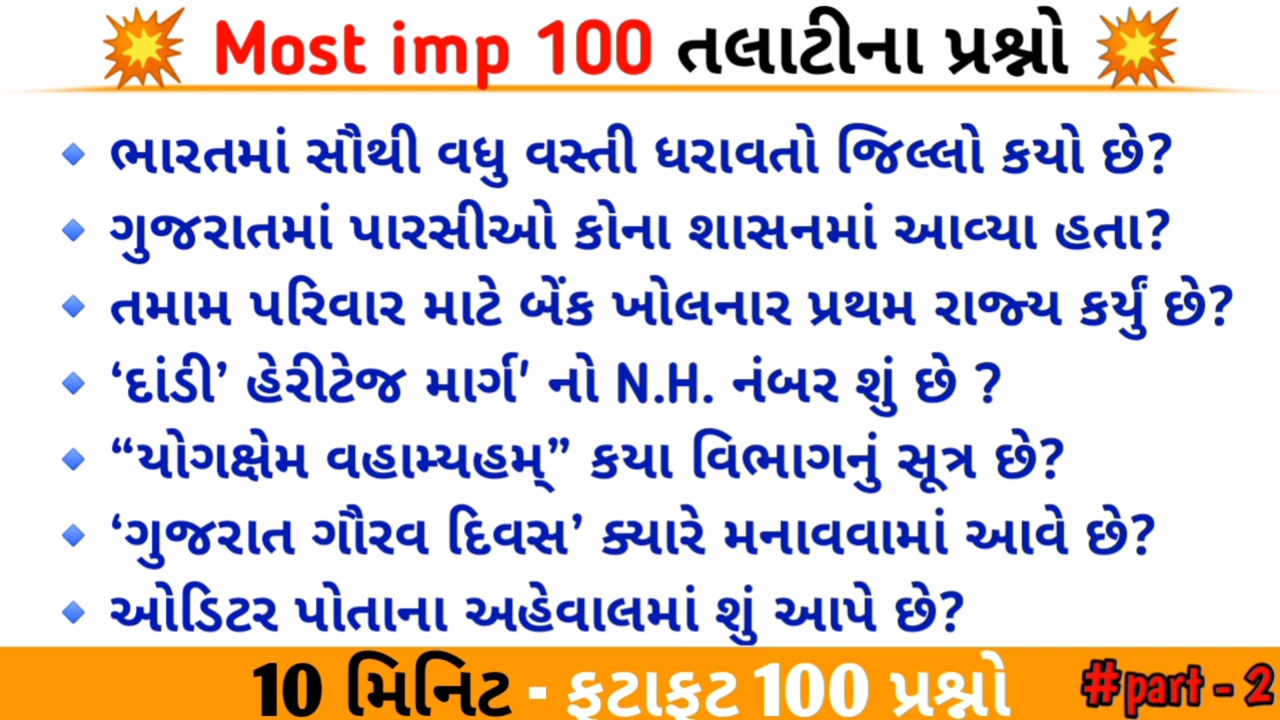 Most imp 100 તલાટીના પ્રશ્નો
ભારતમાં સૌથી વધુ વસ્તી ધરાવતો જિલ્લો કયો છે?
ગુજરાતમાં પારસીઓ કોના શાસનમાં આવ્યા હતા?
તમામ પરિવાર માટે બેંક ખોલનાર પ્રથમ રાજ્ય કર્યું છે?
‘દાંડી’ હેરીટેજ માર્ગ' નો N.H. નંબર શું છે ?
“યોગક્ષેમ વહામ્યહમ્” કયા વિભાગનું સૂત્ર છે?
‘ગુજરાત ગૌરવ દિવસ’ ક્યારે મનાવવામાં આવે છે?
ઓડિટર પોતાના અહેવાલમાં શું આપે છે?
10 મિનિટ - ફટાફટ 100 પ્રશ્નો #part - 2